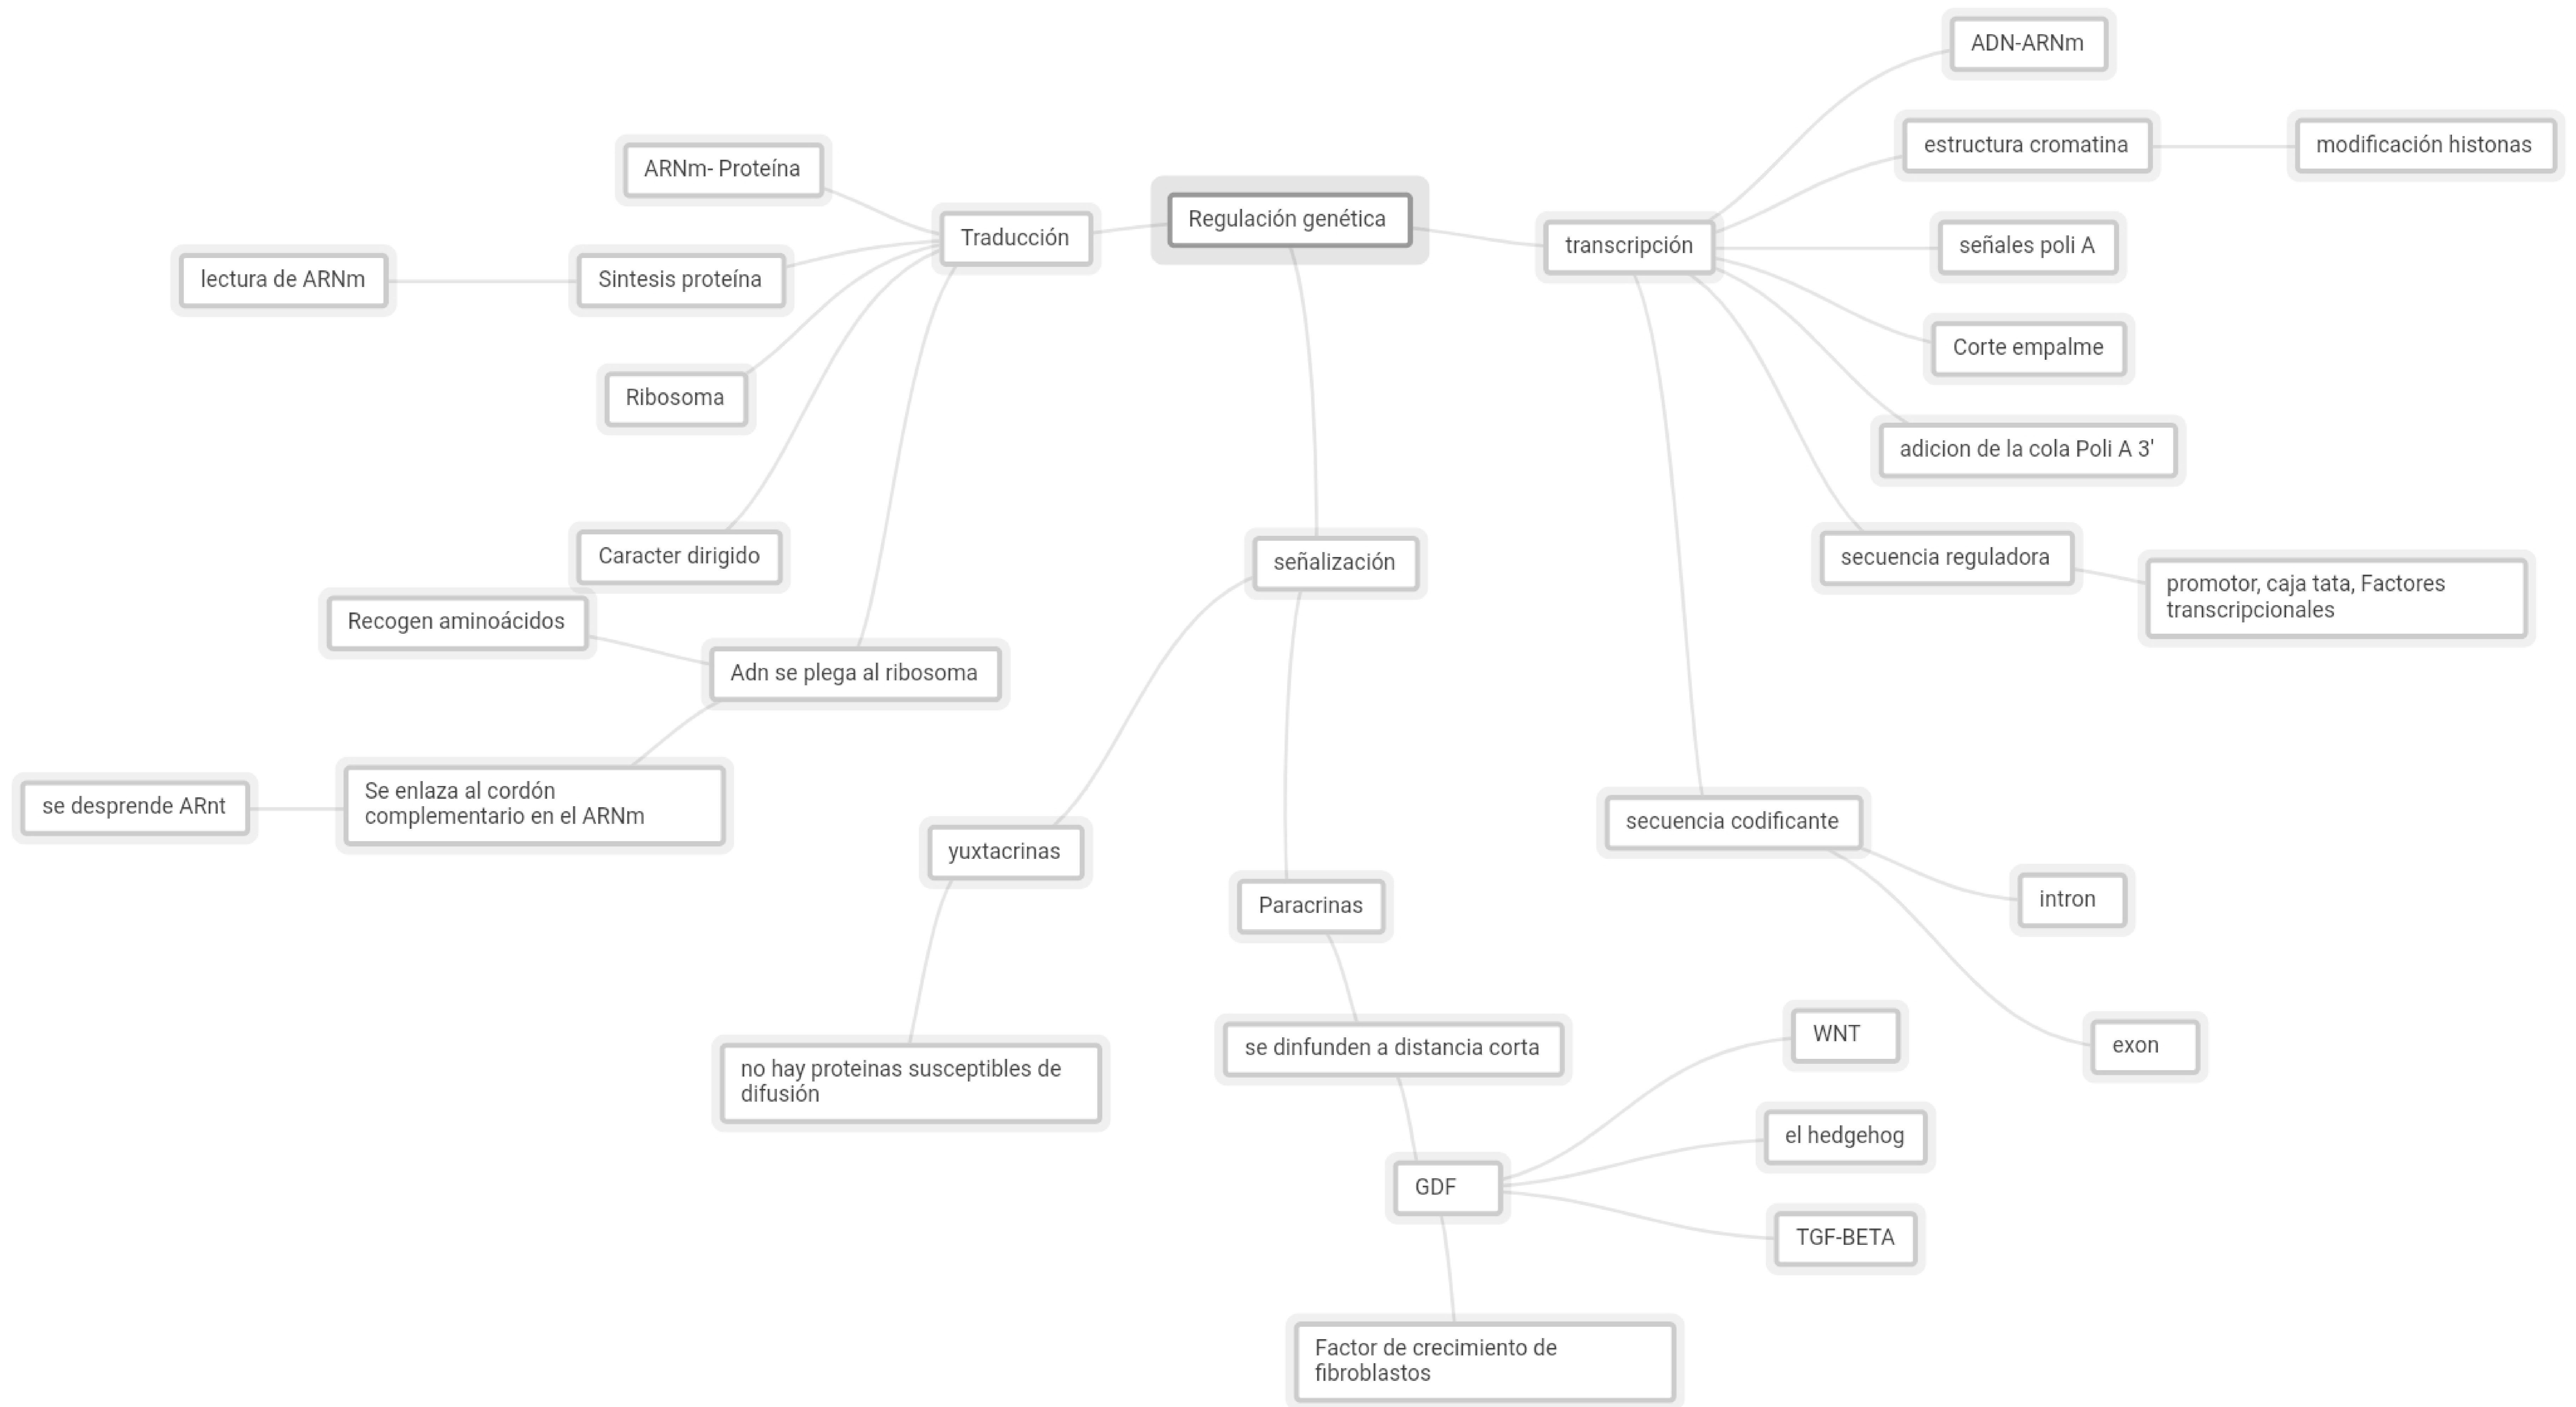 Regulación genética
Traducción
ARNm- Proteína
Sintesis proteína
lectura de ARNm
Ribosoma
Caracter dirigido
Adn se plega al ribosoma
Recogen aminoácidos
Se enlaza al cordón
complementario en el ARNm
se desprende ARnt
señalización
yuxtacrinas
no hay proteinas susceptibles de
difusión
Paracrinas
se dinfunden a distancia corta
GDF
WNT
el hedgehog
TGF-BETA
Factor de crecimiento de
fibroblastos
transcripción
ADN-ARNm
estructura cromatina
modificación histonas
señales poli A
Corte empalme
adicion de la cola Poli A 3'
secuencia reguladora
promotor, caja tata, Factores
transcripcionales
secuencia codificante
intron
exon